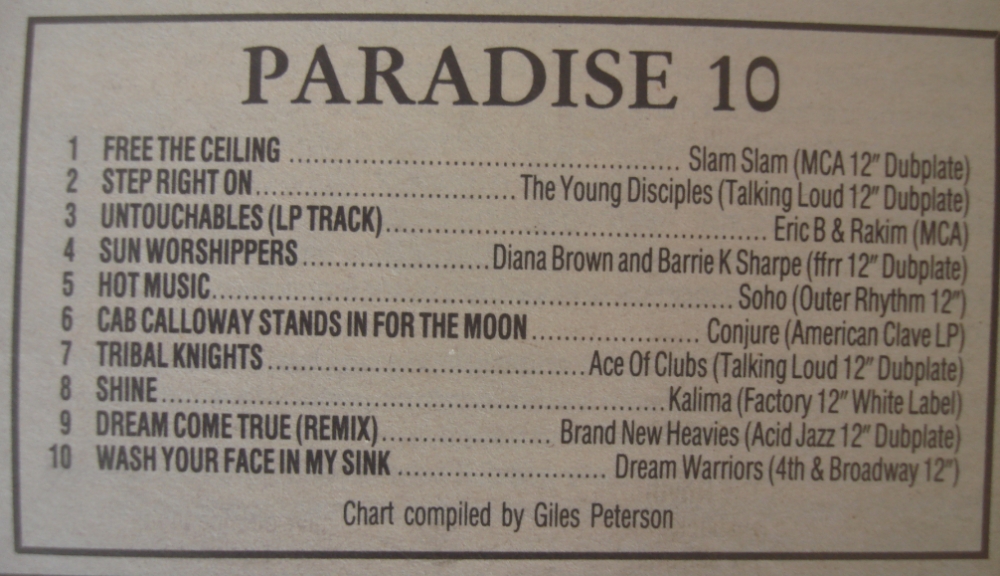 PARADISE 10
1 FREE THE CEILING ........................................ Slam Slam (MCA 12" Dubplate)
2 STEP RIGHT ON ........................................ The Young Disciples (Talking Loud 12" Dubplate)
3 UNTOUCHABLES (LP TRACK) ........................................ Eric B & Rakim (MCA)
4 SUN WORSHIPPERS ........................................ Diana Brown and Barrie K Sharpe (ffrr 12" Dubplate)
5 HOT MUSIC ........................................ Soho (Outer Rhythm 12")
6 CAB CALLOWAY STANDS IN FOR THE MOON ........................................ Conjure (American Clave LP)
7 TRIBAL KNIGHTS ........................................ Ace Of Clubs (Talking Loud 12" Dubplate)
8 SHINE ........................................ Kalima (Factory 12" White Label)
9 DREAM COME TRUE (REMIX) ........................................ Brand New Heavies (Acid Jazz 12" Dubplate)
10 WASH YOUR FACE IN MY SINK ........................................ Dream Warriors (4th & Broadway 12")
Chart compiled by Giles Peterson